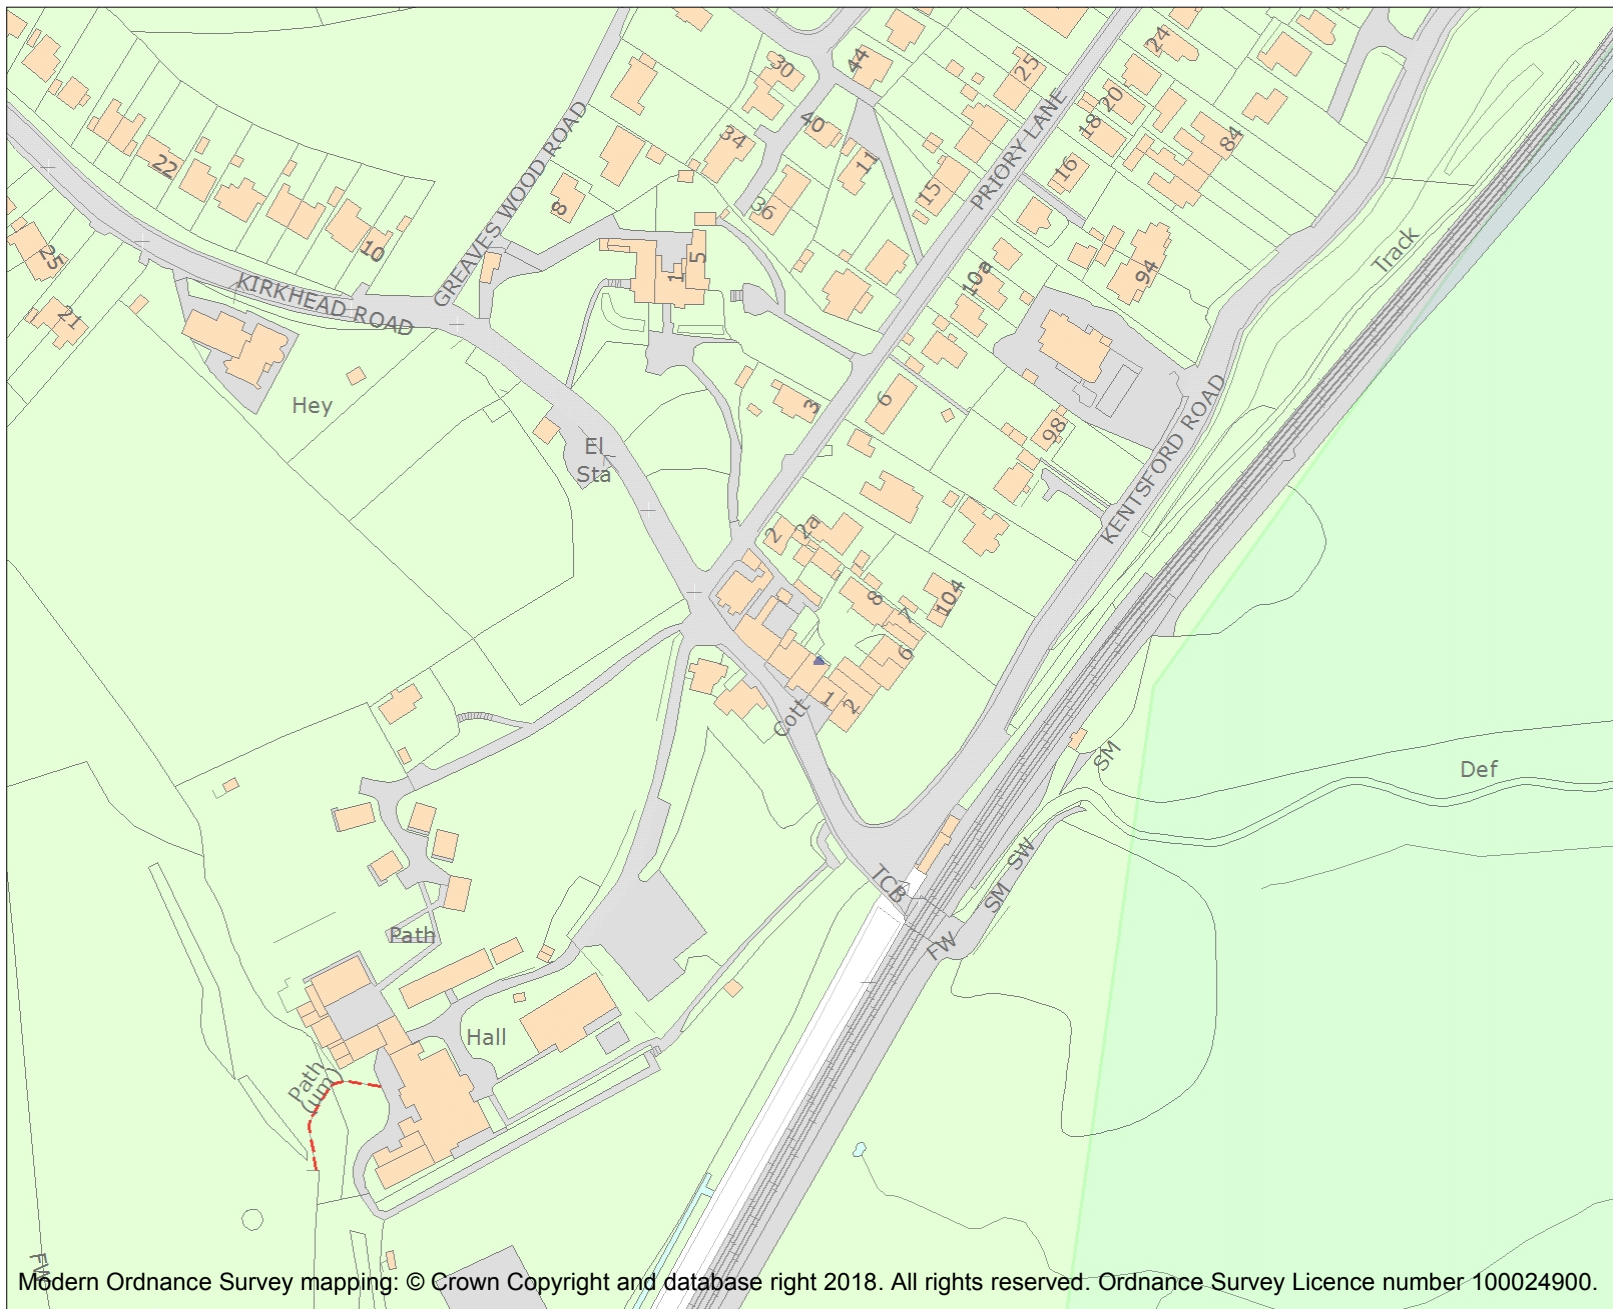 30
44
24
25
20
18
84
34
40
11
16
PRIORY LANE
22
15
8
36
GREAVES WOOD ROAD
25
10
5
1
10a
94
Track
KIRKHEAD ROAD
21
Hey
3
6
98
El
Sta
KENTSFORD ROAD
2
2a
8
7
104
6
1
2
Cott
SM
Def
TCB
SW
SM
FW
Path
Hall
Path
(um)
FW
Modern Ordnance Survey mapping: © Crown Copyright and database right 2018. All rights reserved. Ordnance Survey Licence number 100024900.